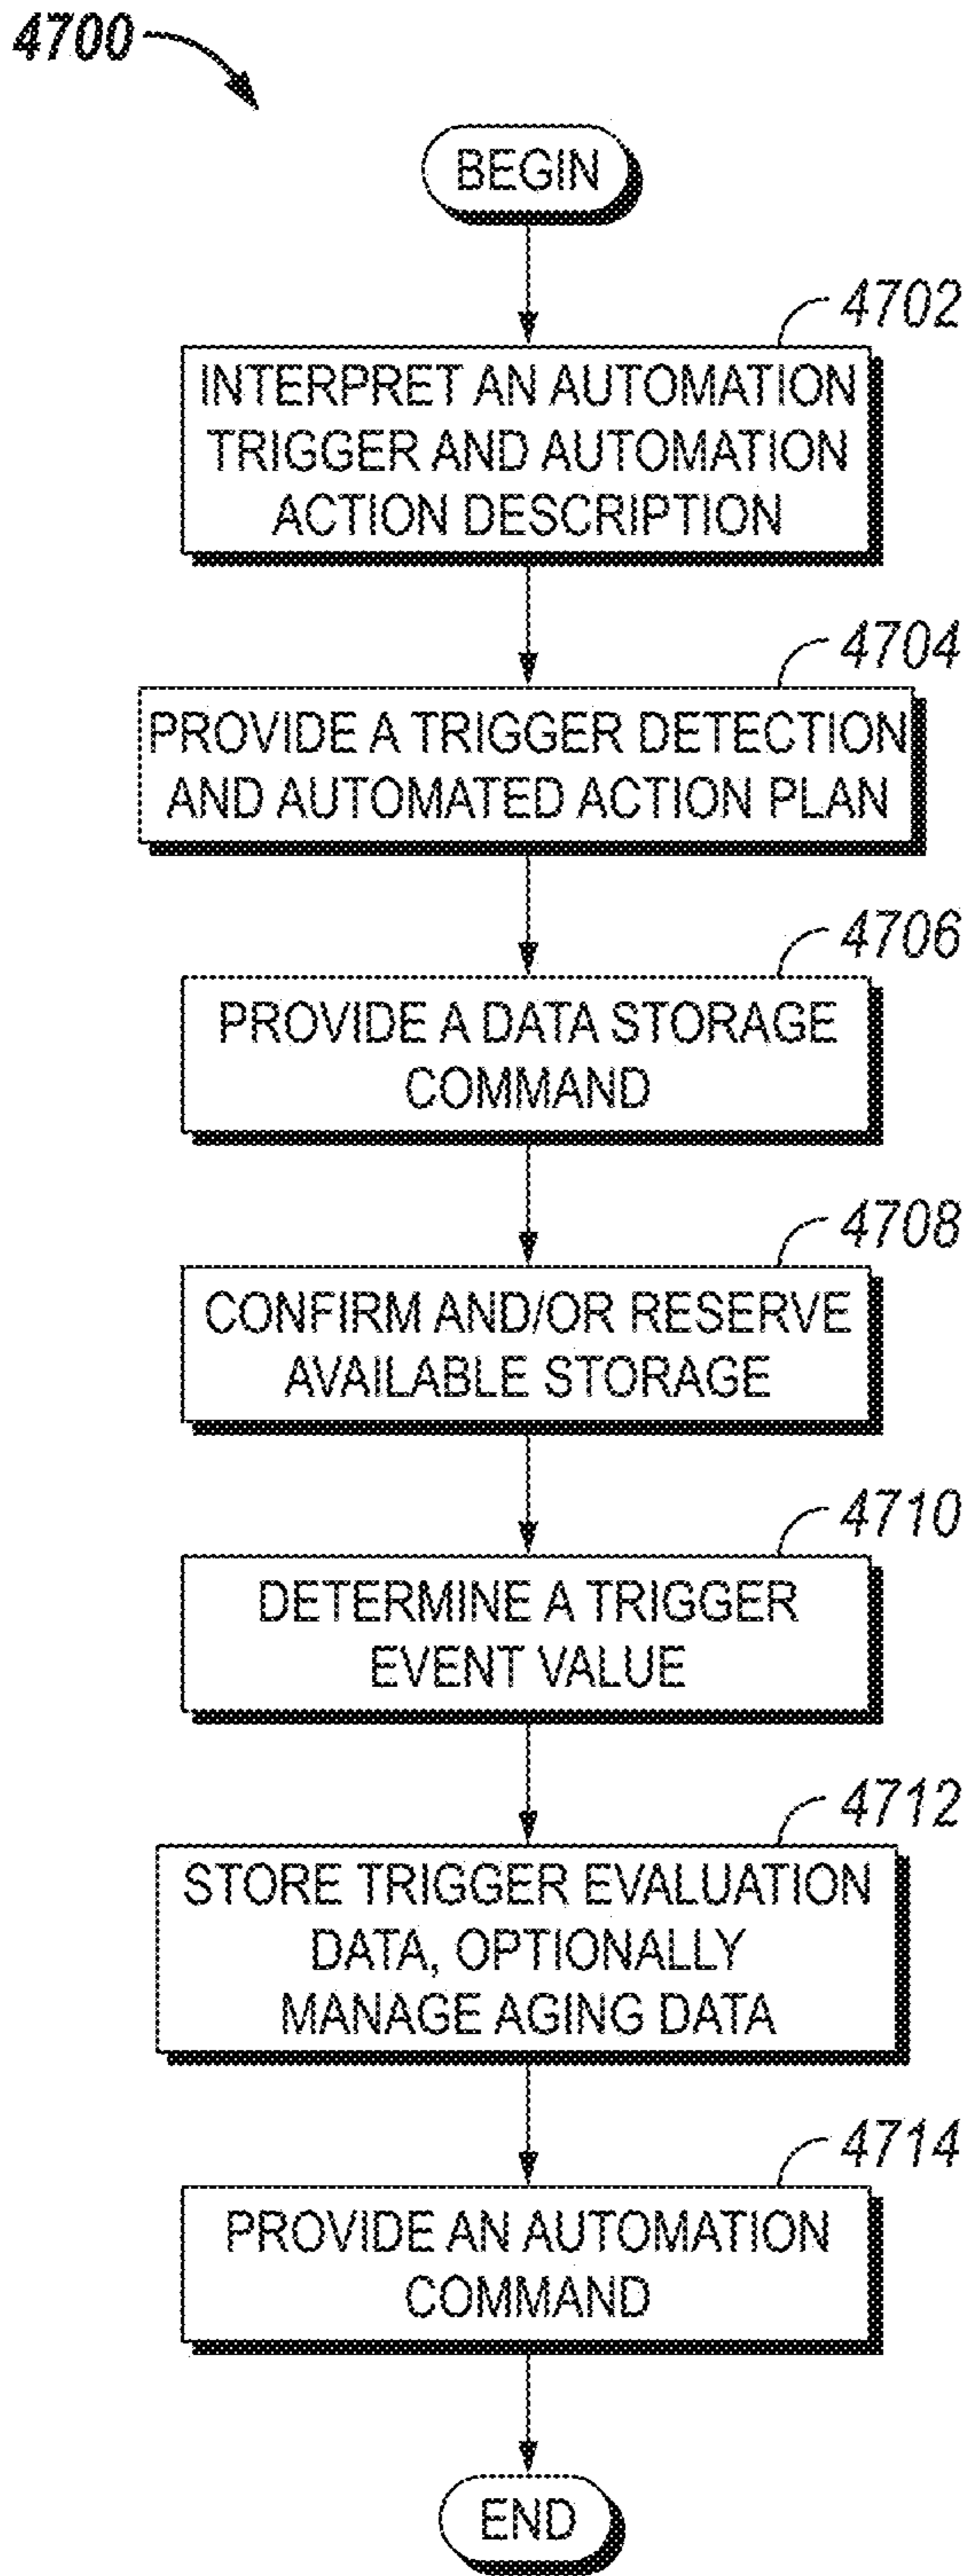 4700
BEGIN
4702
INTERPRET AN AUTOMATION
TRIGGER AND AUTOMATION
ACTION DESCRIPTION
4704
PROVIDE A TRIGGER DETECTION
AND AUTOMATED ACTION PLAN
4706
PROVIDE A DATA STORAGE
COMMAND
4708
CONFIRM AND/OR RESERVE
AVAILABLE STORAGE
4710
DETERMINE A TRIGGER
EVENT VALUE
4712
STORE TRIGGER EVALUATION
DATA, OPTIONALLY
MANAGE AGING DATA
4714
PROVIDE AN AUTOMATION
COMMAND
END